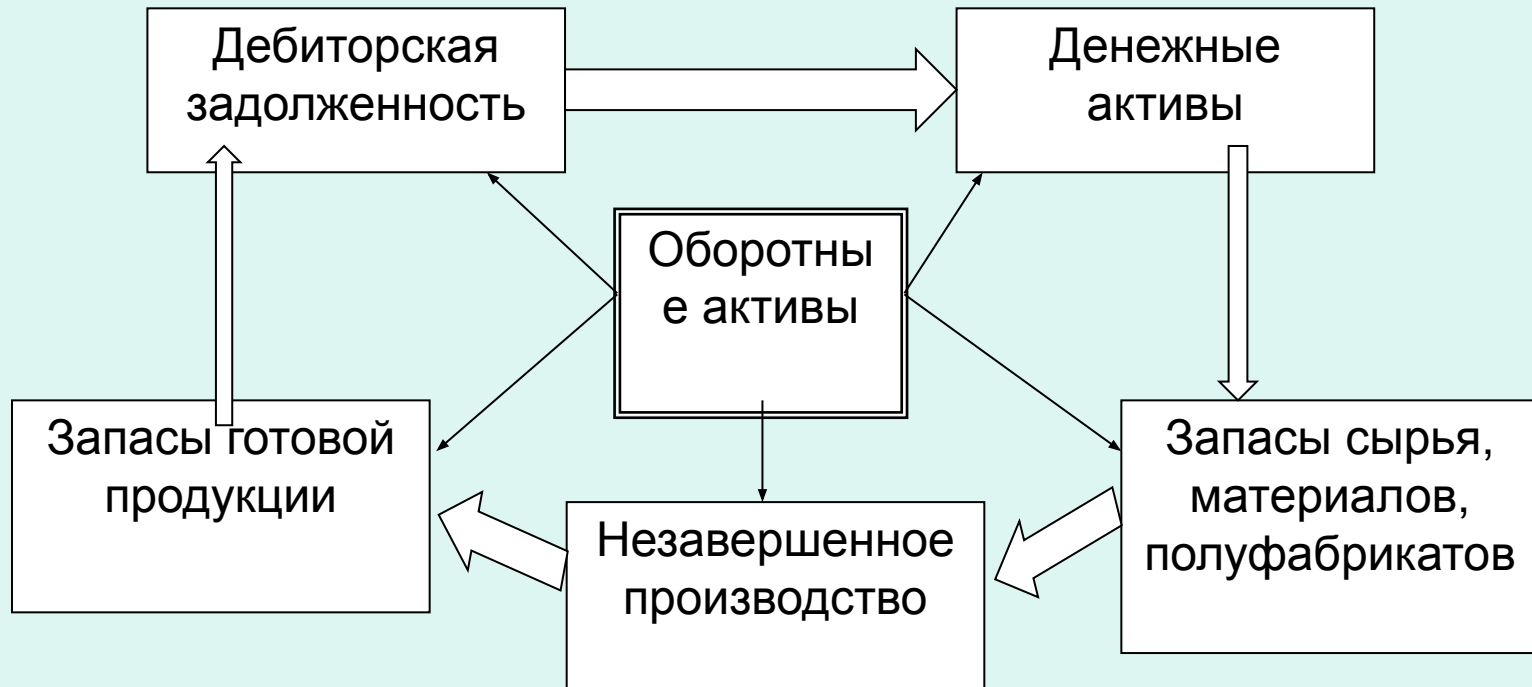 Дебиторская
задолженность
Денежные
активы
Оборотны
е активы
Запасы готовой
продукции
Незавершенное
производство
Запасы сырья,
материалов,
полуфабрикатов